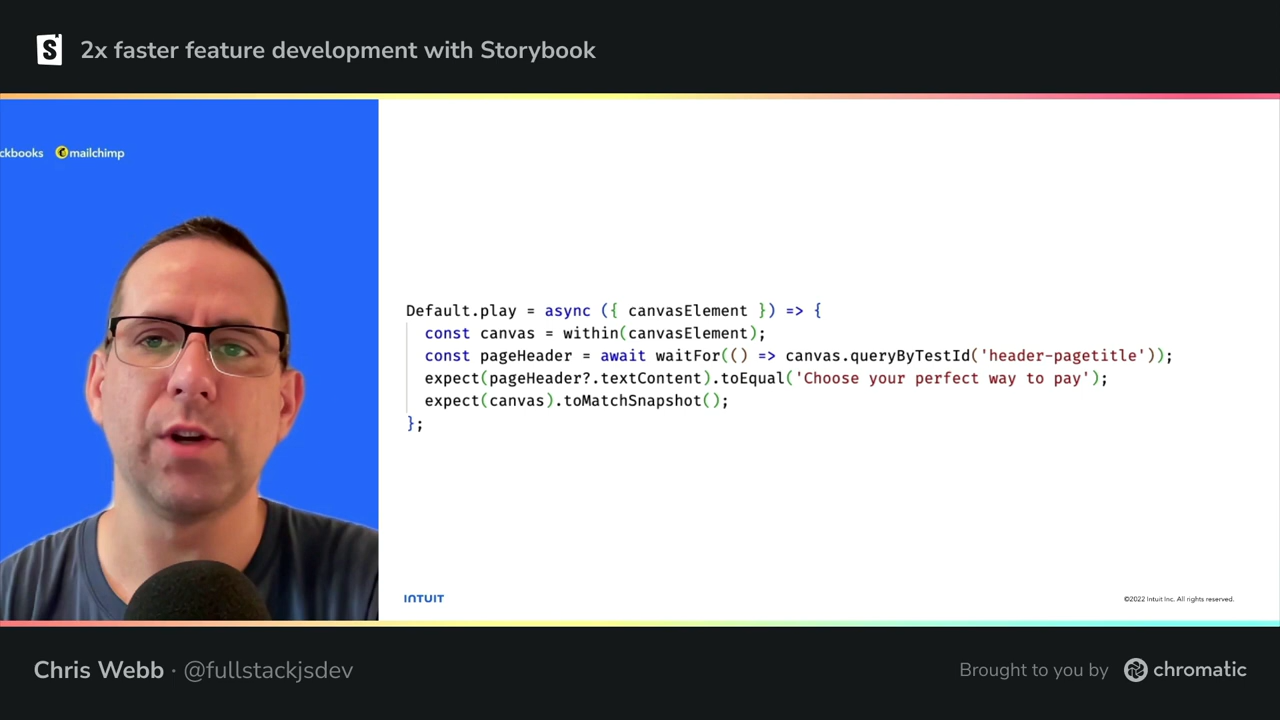 2x faster feature development with Storybook
ckbooks mailchimp
Default.play = async ({ canvasElement }) => {
const canvas = within(canvasElement);
const pageHeader = await waitFor(() => canvas.queryByTestId('header-pagetitle'));
expect(pageHeader?.textContent).toEqual('Choose your perfect way to pay');
expect(canvas).toMatchSnapshot();
};
INTUIT
©2022 Intuit Inc. All rights reserved.
Chris Webb · @fullstackjsdev
Brought to you by chromatic